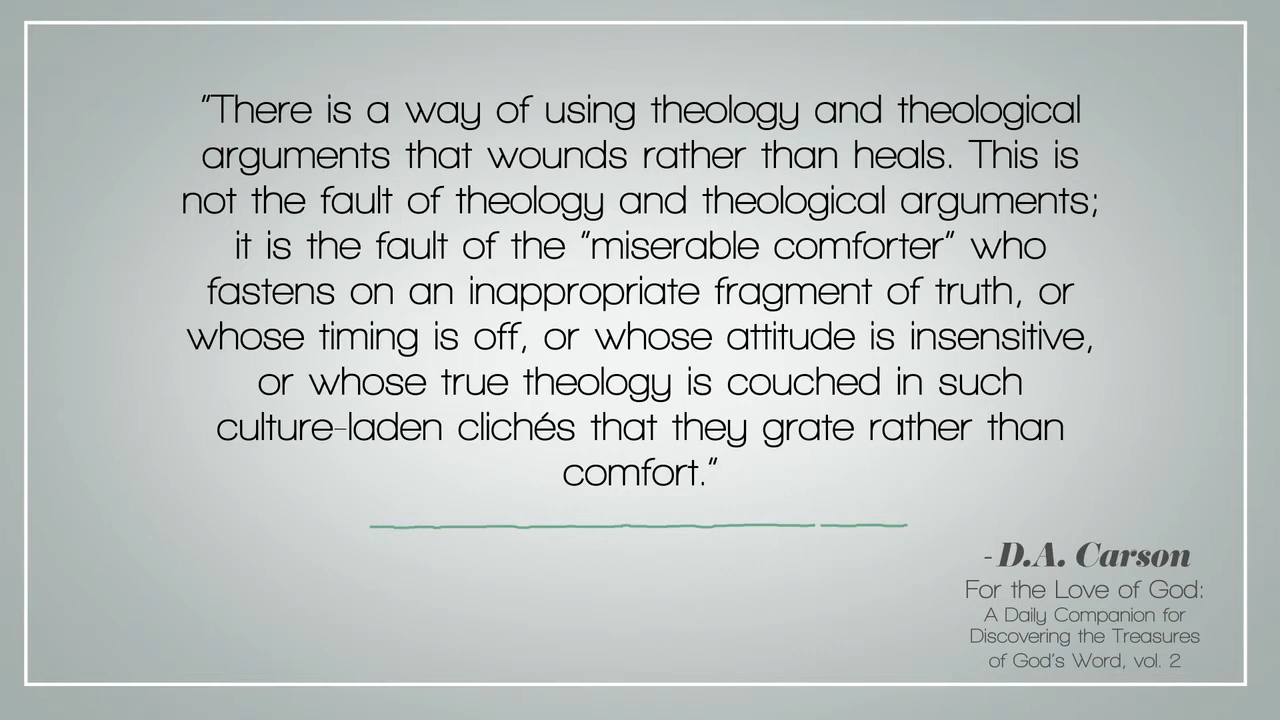 "There is a way of using theology and theological
arguments that wounds rather than heals. This is
not the fault of theology and theological arguments;
it is the fault of the "miserable comforter" who
fastens on an inappropriate fragment of truth, or
whose timing is off, or whose attitude is insensitive,
or whose true theology is couched in such
culture-laden clichés that they grate rather than
comfort."
- D.A. Carson
For the Love of God:
A Daily Companion for
Discovering the Treasures
of God's Word, vol. 2